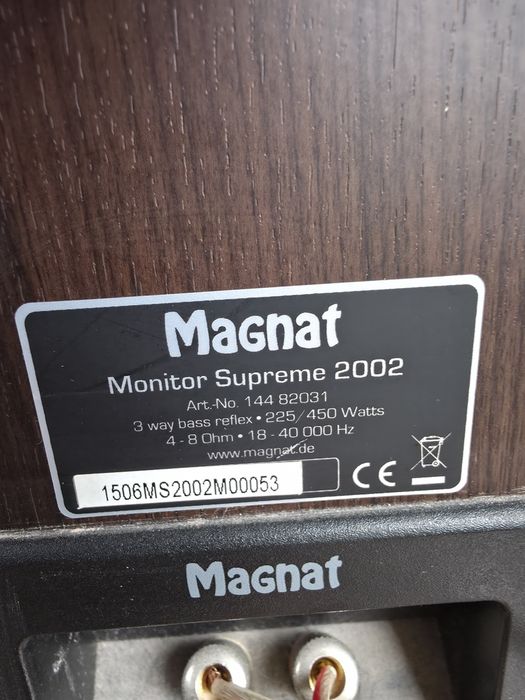 Magnat
Monitor Supreme 2002
Art.-No. 144 82031
3 way bass reflex • 225/450 Watts
4 - 8 Ohm • 18 - 40 000 Hz
www.magnat.de
1506MS2002M00053
CE
Magnat